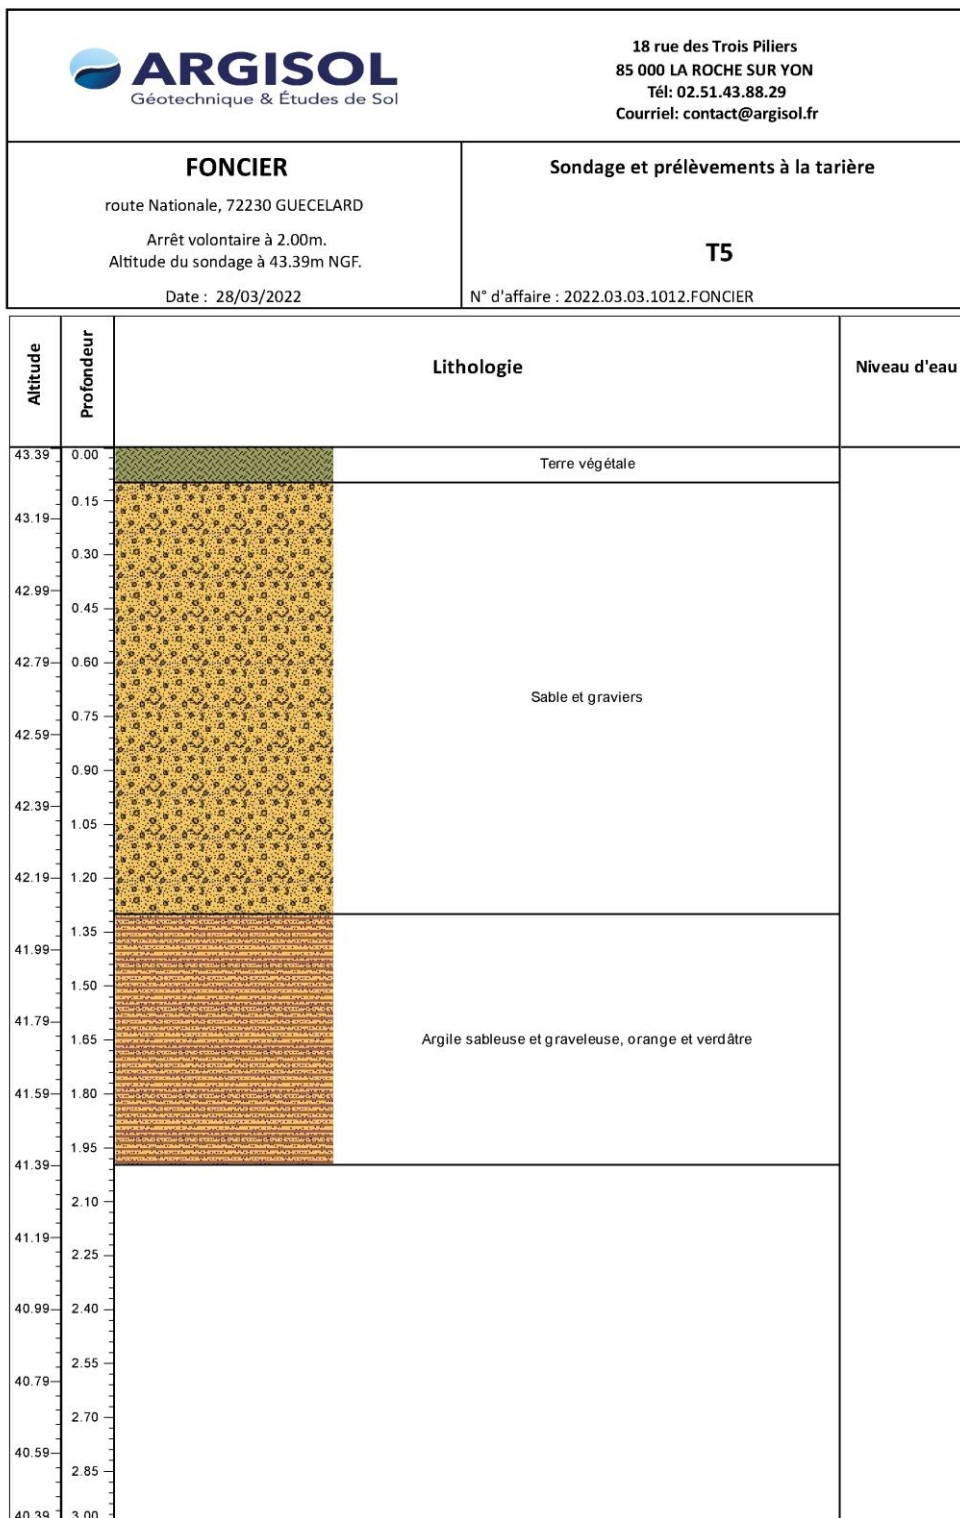 ARGISOL
Géotechnique & Études de Sol
18 rue des Trois Piliers
85 000 LA ROCHE SUR YON
Tél: 02.51.43.88.29
Courriel: contact@argisol.fr
FONCIER
route Nationale, 72230 GUECELARD
Arrêt volontaire à 2.00m.
Altitude du sondage à 43.39m NGF.
Date : 28/03/2022
Sondage et prélèvements à la tarière
T5
N° d'affaire : 2022.03.03.1012.FONCIER
Altitude
Profondeur
Lithologie
Niveau d'eau
43.39 0.00
Terre végétale
0.15
43.19
0.30
42.99
0.45
42.79 0.60
Sable et graviers
0.75
42.59
0.90
42.39
1.05
42.19 1.20
1.35
41.99
1.50
41.79
1.65
Argile sableuse et graveleuse, orange et verdâtre
41.59 1.80
1.95
41.39
2.10
41.19
2.25
40.99 2.40
2.55
40.79
2.70
40.59
2.85
40.39 3.00